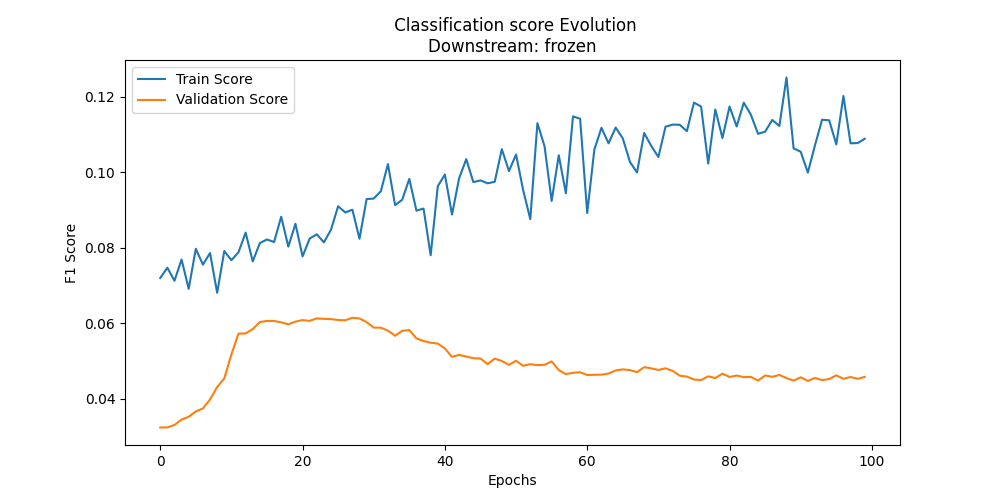 Classification score Evolution
Downstream: frozen
Train Score
Validation Score
F1 Score
0.12
0.10
0.08
0.06
0.04
0
20
40
60
80
100
Epochs